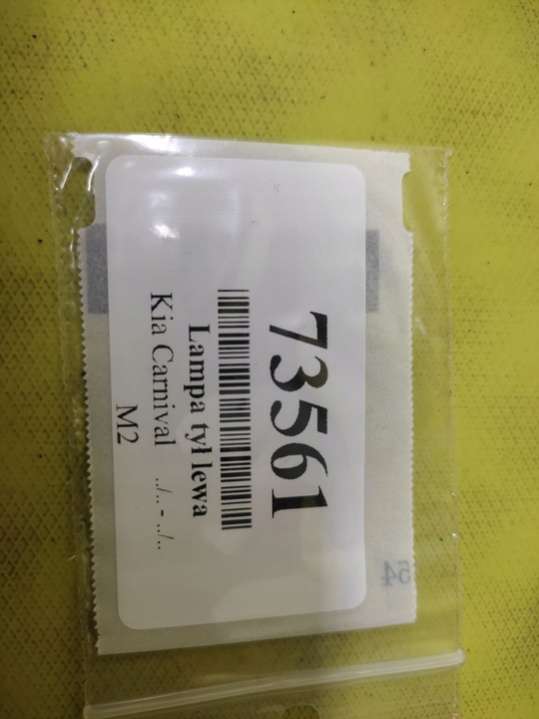 73561
Lampa tył lewa
Kia Carnival ../.. - ../..
M2